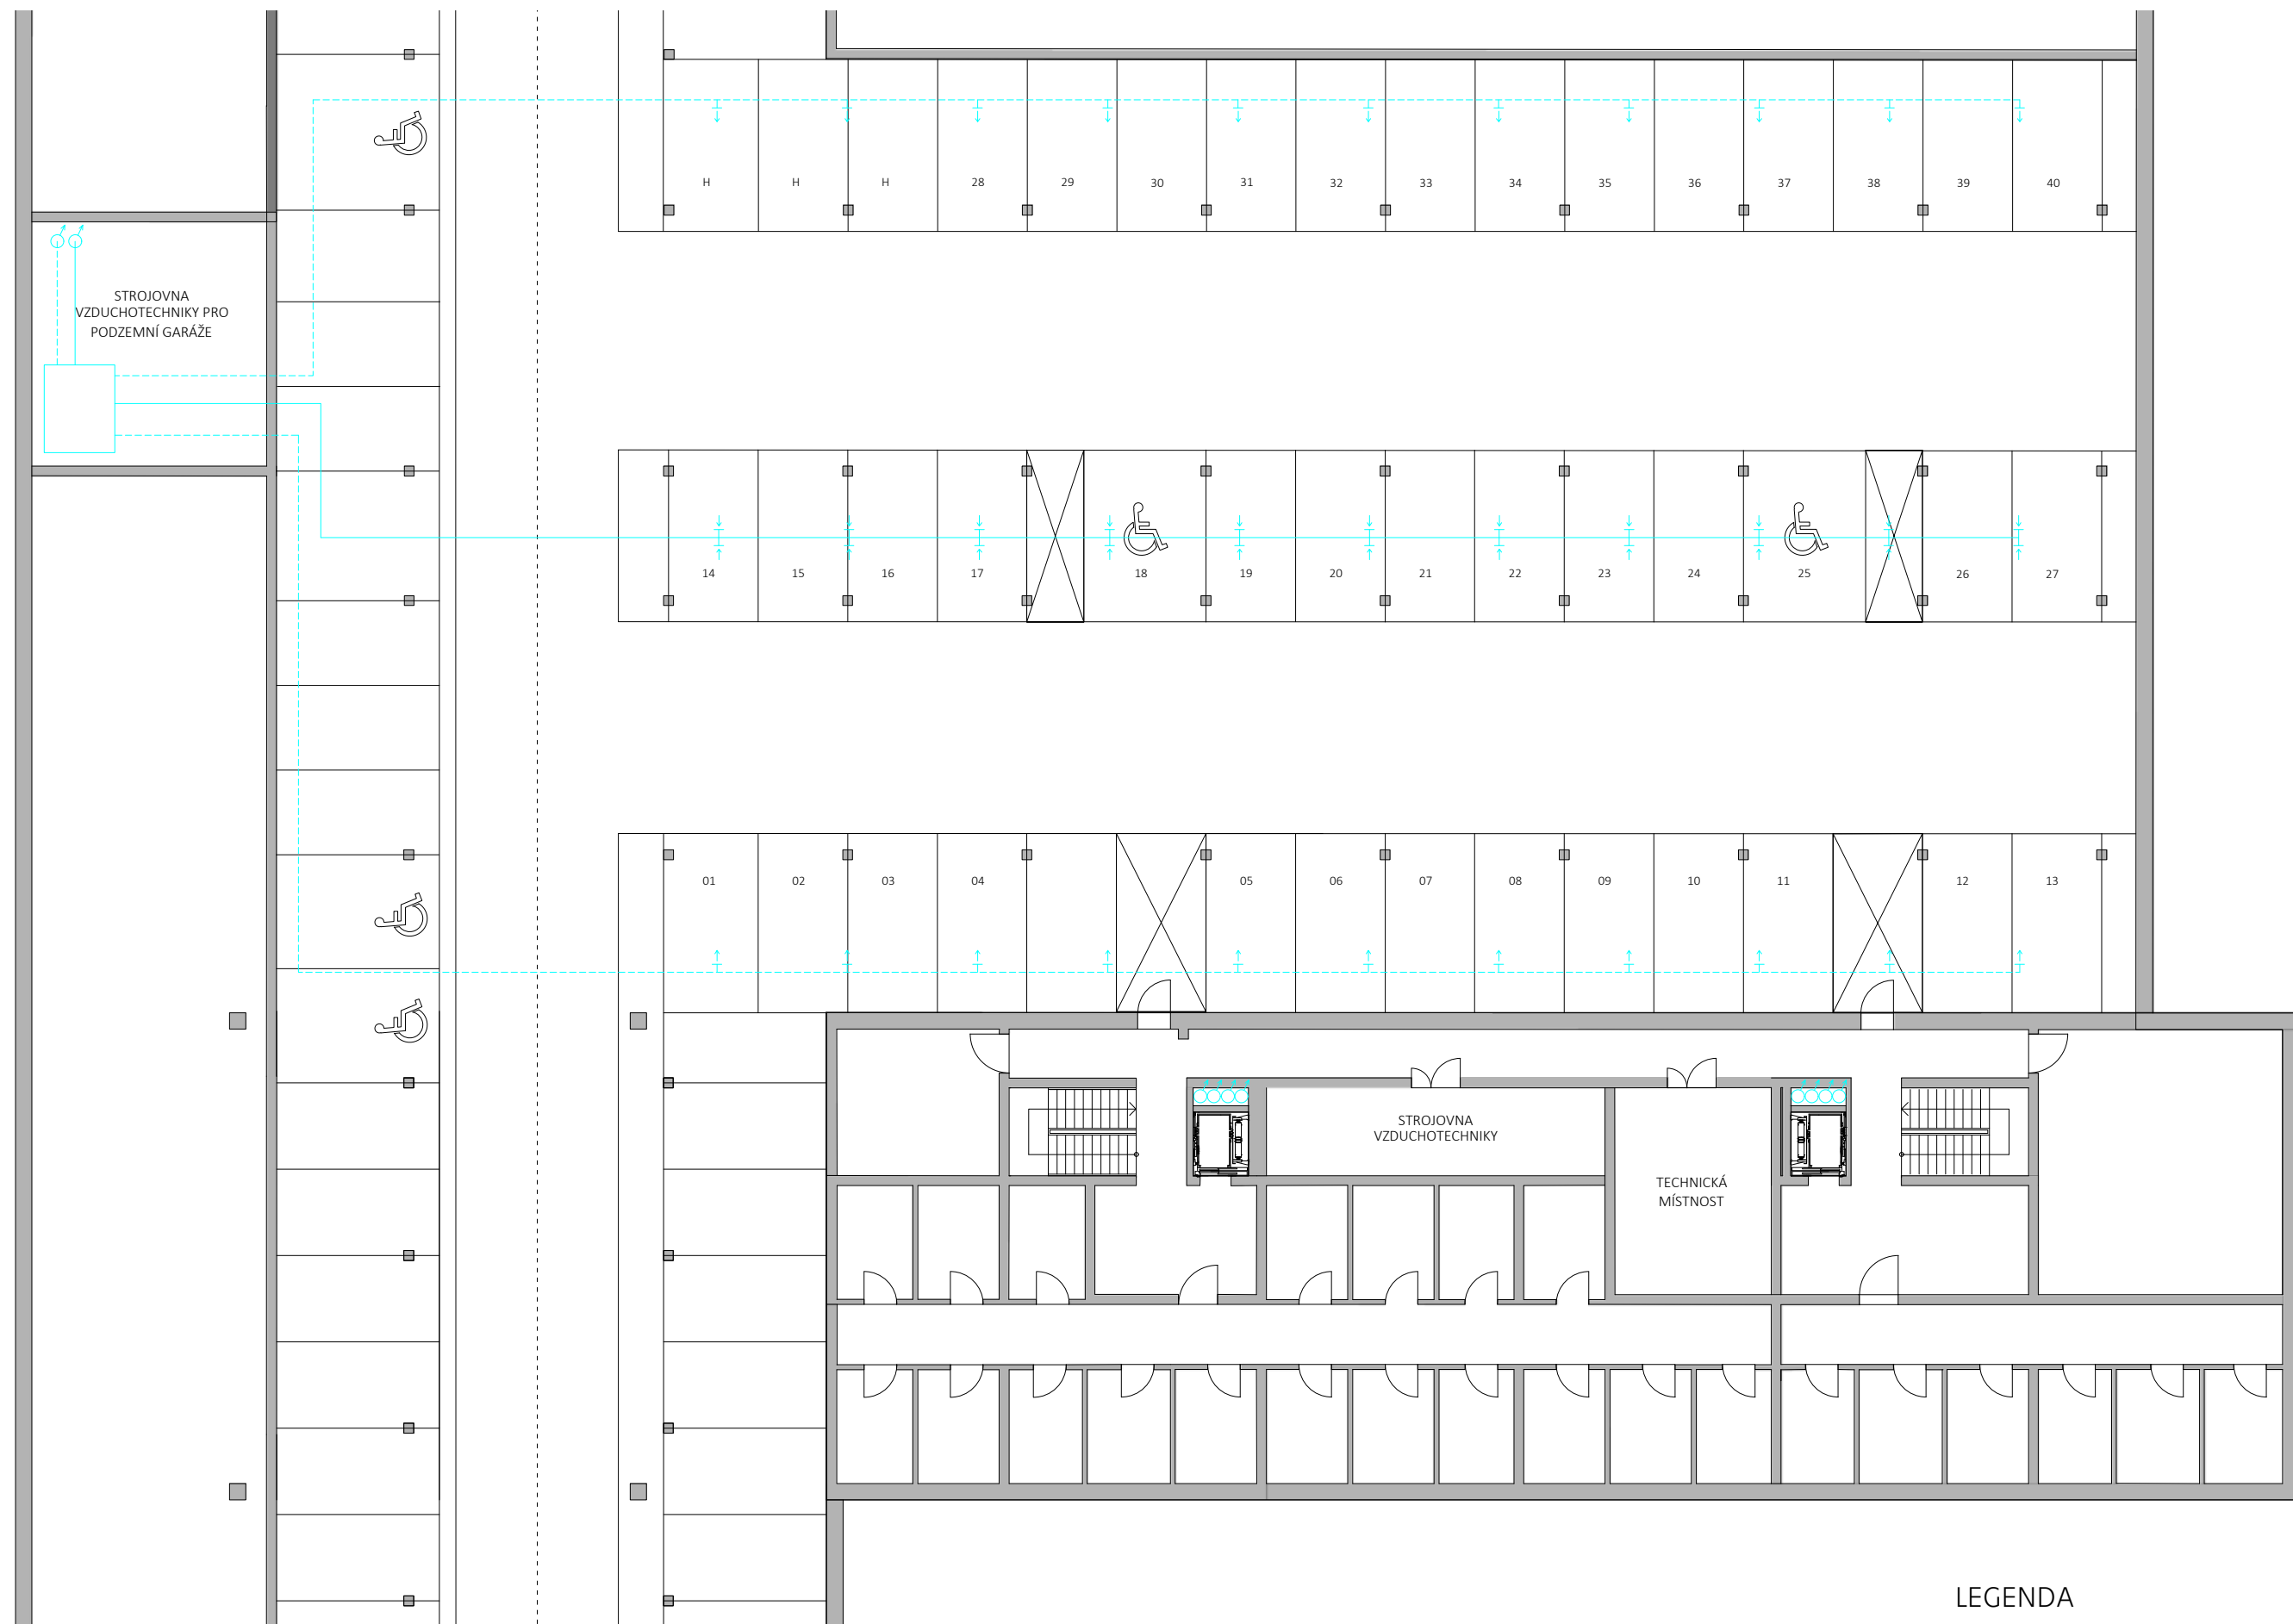 H H H 28 29 30 31 32 33 34 35 36 37 38 39 40
STROJOVNA
VZDUCHOTECHNIKY PRO
PODZEMNÍ GARÁŽE
14 15 16 17 18 19 20 21 22 23 24 25 26 27
01 02 03 04 05 06 07 08 09 10 11 12 13
STROJOVNA
VZDUCHOTECHNIKY
TECHNICKÁ
MÍSTNOST
LEGENDA